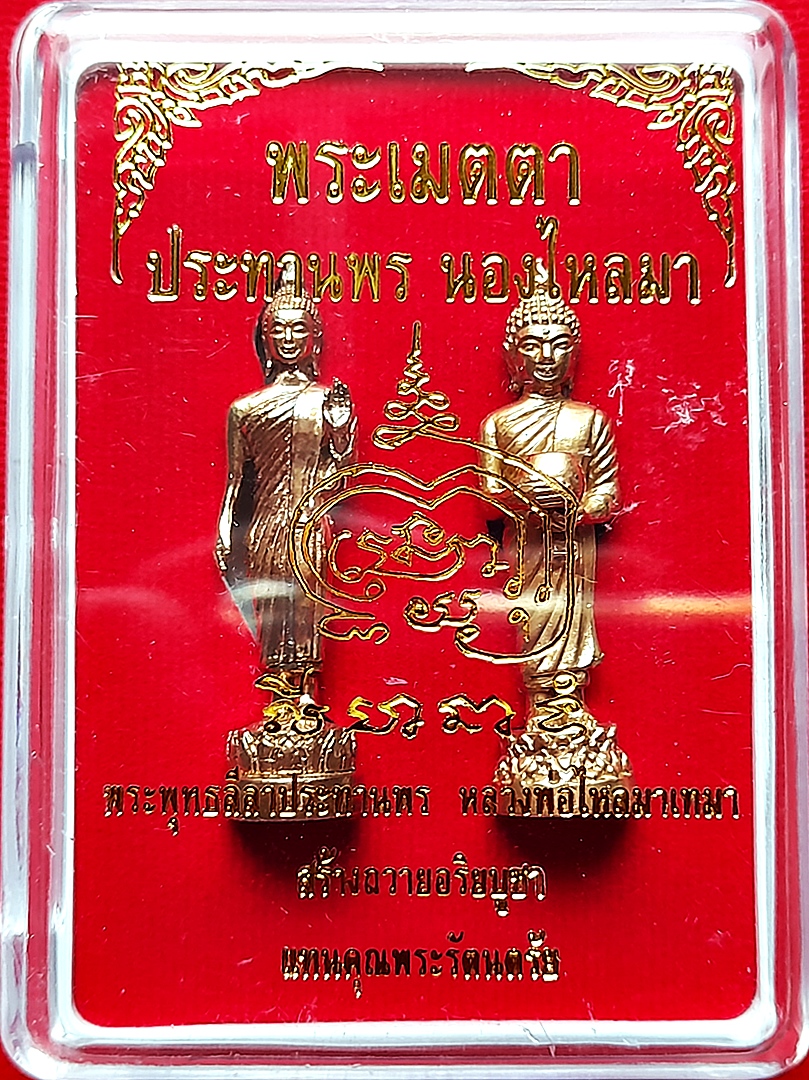 พระเมตตา
ประทานพร นองไหลมา
พระพุทธลีลาประทานพร หลวงพ่อไหลมาเทมา
สร้างถวายอริยบูชา
แทนคุณพระรัตนตรัย